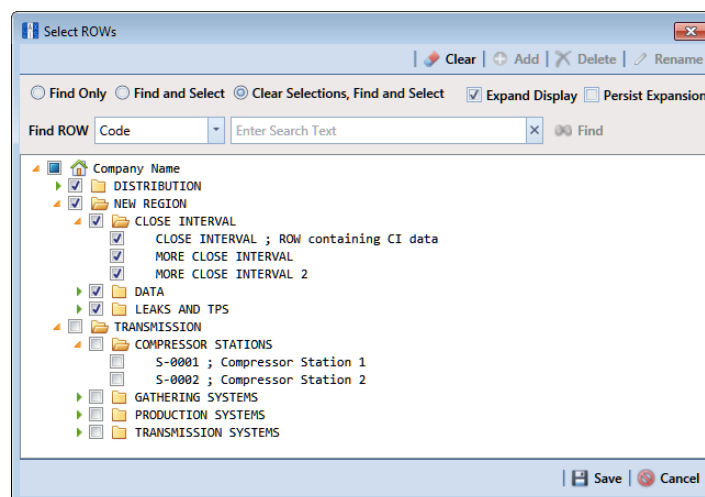 Select ROWs
Clear Add Delete Rename
Find Only Find and Select Clear Selections, Find and Select Expand Display Persist Expansion
Find ROW Code Enter Search Text Find
Company Name
DISTRIBUTION
NEW REGION
CLOSE INTERVAL
CLOSE INTERVAL ; ROW containing CI data
MORE CLOSE INTERVAL
MORE CLOSE INTERVAL 2
DATA
LEAKS AND TPS
TRANSMISSION
COMPRESSOR STATIONS
S-0001 ; Compressor Station 1
S-0002 ; Compressor Station 2
GATHERING SYSTEMS
PRODUCTION SYSTEMS
TRANSMISSION SYSTEMS
Save Cancel